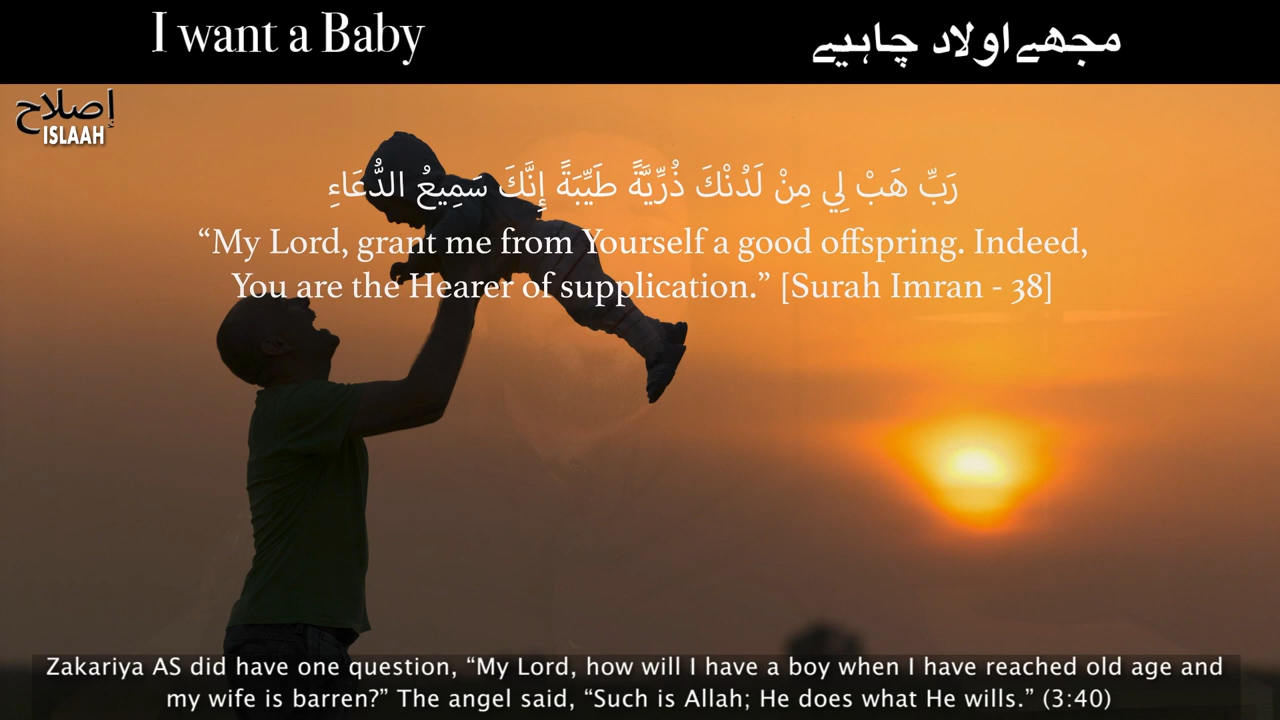 I want a Baby
مجھے اولاد چاہیے
إصلاح
ISLAAH
رَبِّ هَبْ لِي مِنْ لَدُنْكَ ذُرِّيَّةً طَيِّبَةً إِنَّكَ سَمِيعُ الدُّعَاءِ
“My Lord, grant me from Yourself a good offspring. Indeed,
You are the Hearer of supplication.” [Surah Imran - 38]
Zakariya AS did have one question, “My Lord, how will I have a boy when I have reached old age and
my wife is barren?” The angel said, “Such is Allah; He does what He wills.” (3:40)